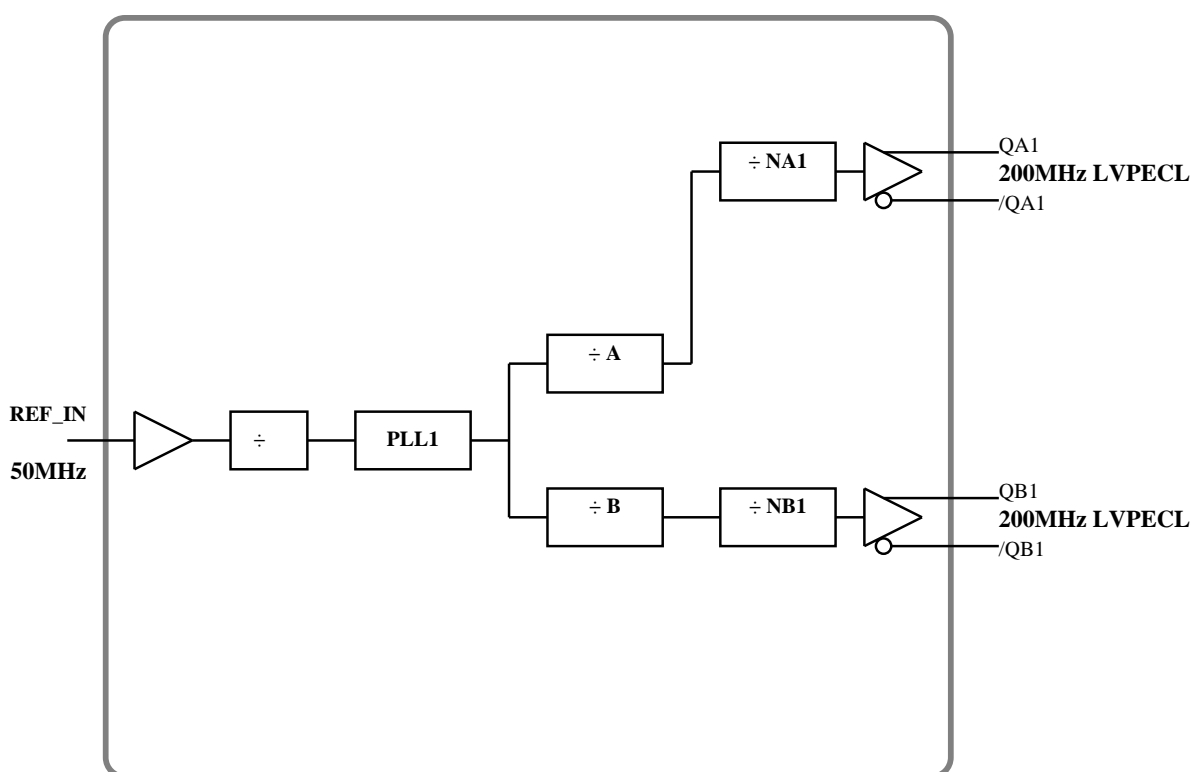 QA1
÷ NA1
200MHz LVPECL
/QA1
÷ A
REF_IN
÷
PLL1
50MHz
QB1
÷ B
÷ NB1
200MHz LVPECL
/QB1